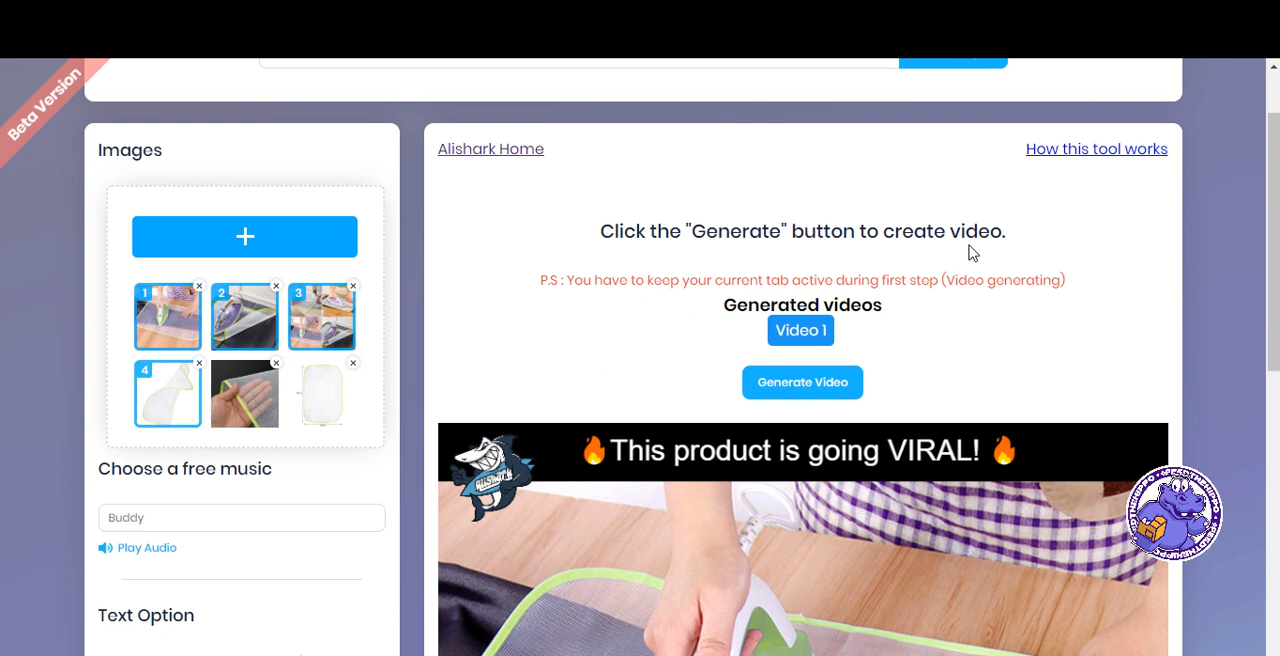 Beta Version
Images
Alishark Home
How this tool works
Click the "Generate" button to create video.
P.S : You have to keep your current tab active during first step (Video generating)
Generated videos
Video 1
Generate Video
1
2
3
4
Choose a free music
Buddy
Play Audio
Text Option
🔥This product is going VIRAL! 🔥